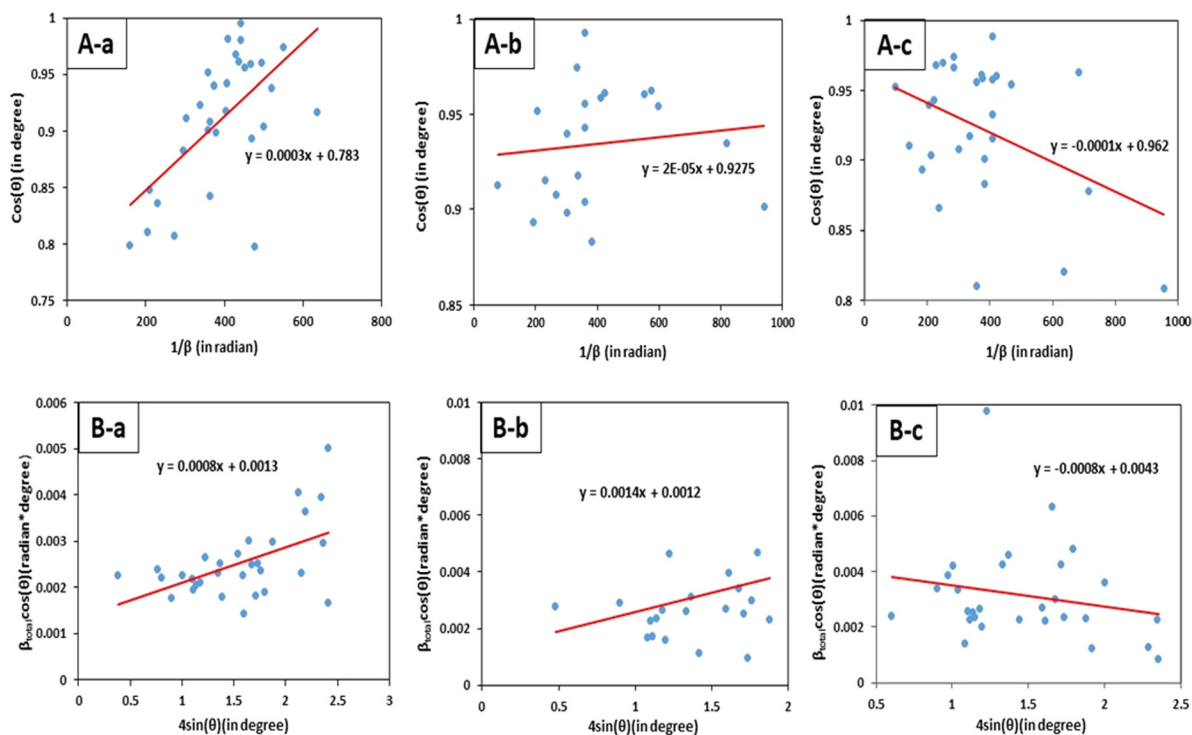 A-a
Cos(θ) (in degree)
1
0.95
0.9
0.85
0.8
0.75
y = 0.0003x + 0.783
0 200 400 600 800
1/β (in radian)
A-b
Cos(θ) (in degree)
1
0.95
0.9
0.85
y = 2E-05x + 0.9275
0 200 400 600 800 1000
1/β (in radian)
A-c
Cos(θ) (in degree)
1
0.95
0.9
0.85
0.8
y = -0.0001x + 0.962
0 200 400 600 800 1000
1/β (in radian)
B-a
βtotalcos(θ)(radian*degree)
0.006
0.005
0.004
0.003
0.002
0.001
0
y = 0.0008x + 0.0013
0 0.5 1 1.5 2 2.5 3
4sin(θ)(in degree)
B-b
βtotalcos(θ)(radian*degree)
0.01
0.008
0.006
0.004
0.002
0
y = 0.0014x + 0.0012
0 0.5 1 1.5 2
4sin(θ)(in degree)
B-c
βtotalcos(θ)(radian*degree)
0.01
0.008
0.006
0.004
0.002
0
y = -0.0008x + 0.0043
0.5 1 1.5 2 2.5
4sin(θ)(in degree)